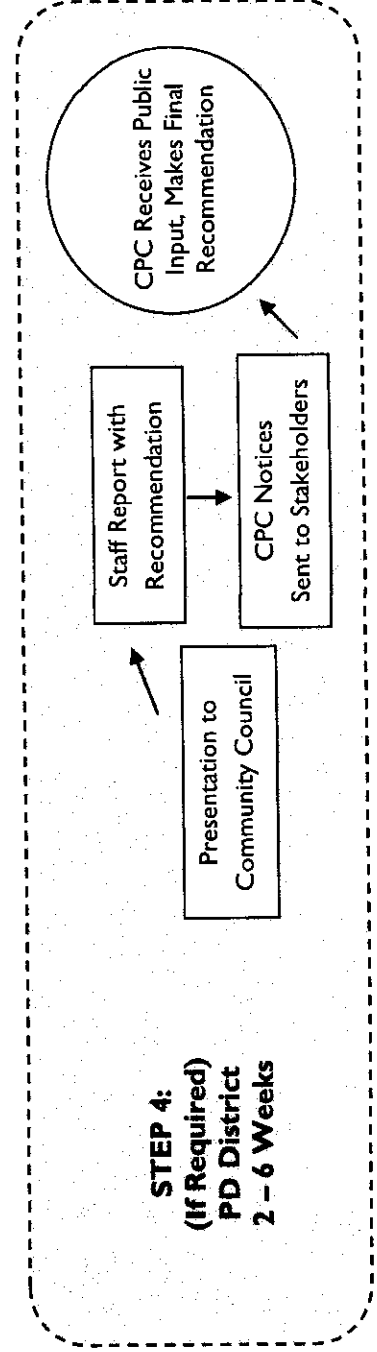 STEP 4:
(If Required)
PD District
2 – 6 Weeks
Presentation to
Community Council
Staff Report with
Recommendation
CPC Notices
Sent to Stakeholders
CPC Receives Public
Input, Makes Final
Recommendation